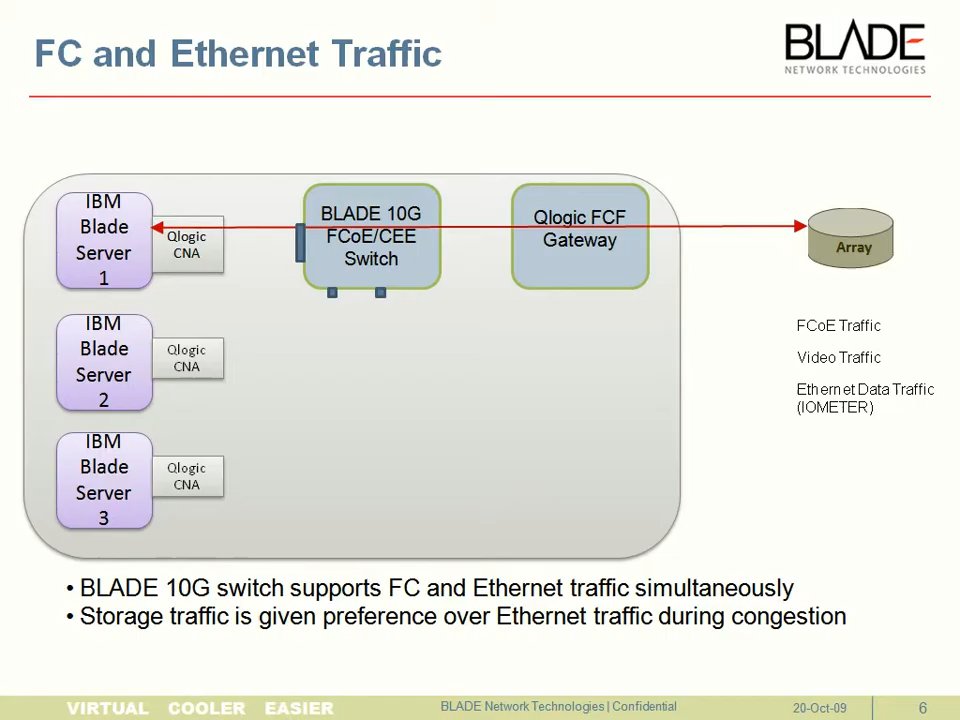 FC and Ethernet Traffic
BLADE
NETWORK TECHNOLOGIES
IBM
Blade
Server
1
Qlogic
CNA
BLADE 10G
FCoE/CEE
Switch
Qlogic FCF
Gateway
Array
IBM
Blade
Server
2
Qlogic
CNA
IBM
Blade
Server
3
Qlogic
CNA
FCoE Traffic
Video Traffic
Ethernet Data Traffic
(IOMETER)
• BLADE 10G switch supports FC and Ethernet traffic simultaneously
• Storage traffic is given preference over Ethernet traffic during congestion
VIRTUAL COOLER EASIER
BLADE Network Technologies | Confidential
20-Oct-09
6